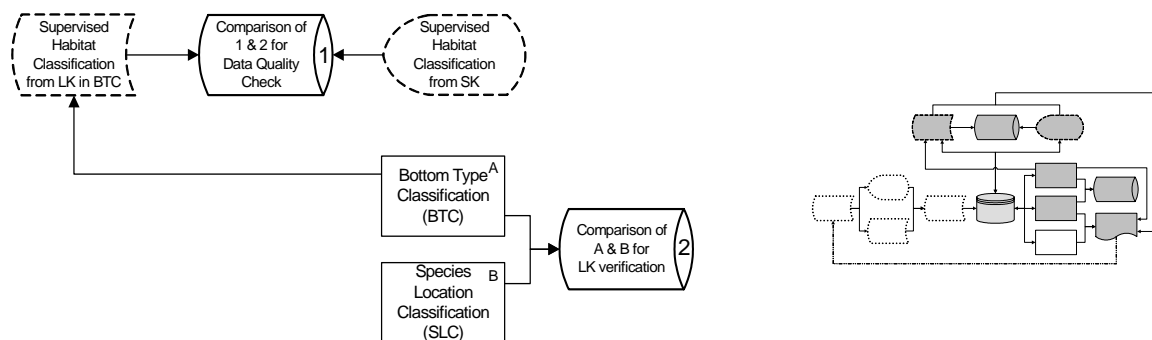 Supervised
Habitat
Classification
from LK in BTC
Comparison of
1 & 2 for
Data Quality
Check
1
Supervised
Habitat
Classification
from SK
Bottom Type
Classification
(BTC)
A
Species
Location
Classification
(SLC)
B
Comparison of
A & B for
LK verification
2